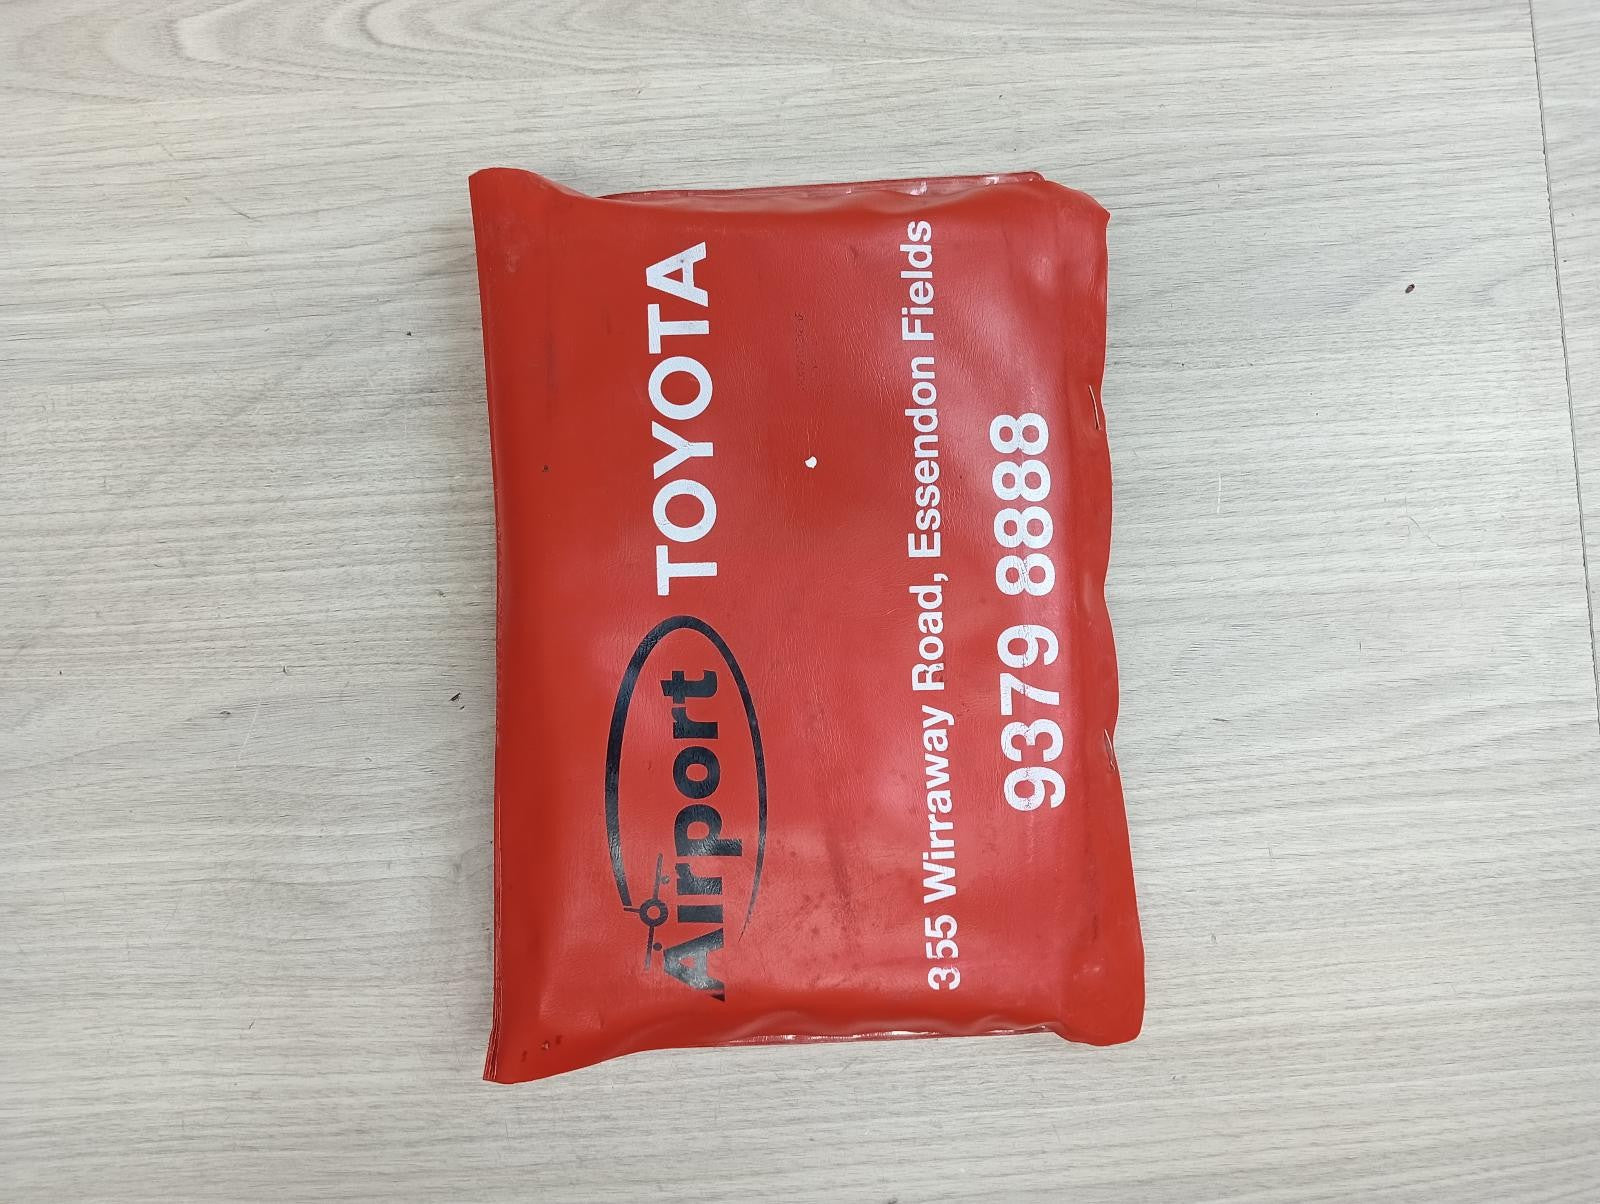 Airport TOYOTA
355 Wirraway Road, Essendon Fields
9379 8888